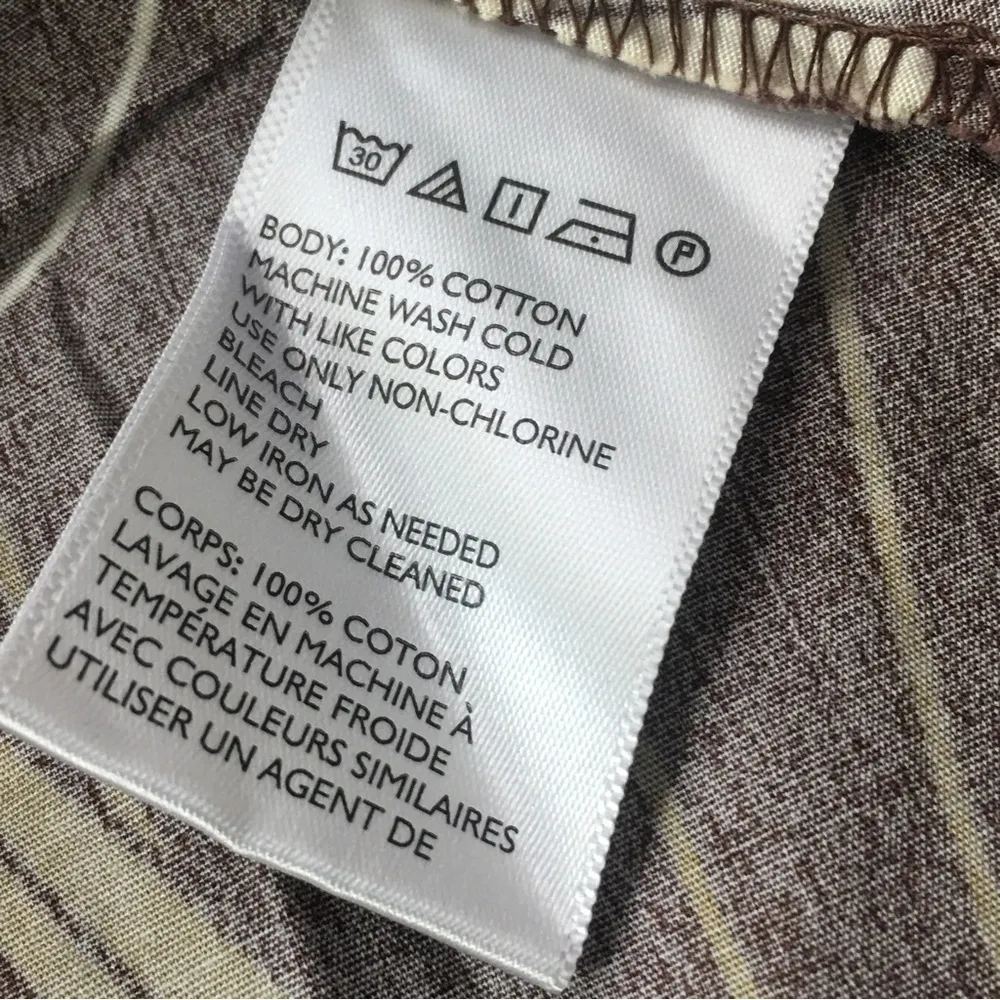 30 P
BODY: 100% COTTON
MACHINE WASH COLD
WITH LIKE COLORS
USE ONLY NON-CHLORINE
BLEACH
LINE DRY
LOW IRON AS NEEDED
MAY BE DRY CLEANED
CORPS: 100% COTON
LAVAGE EN MACHINE À
TEMPÉRATURE FROIDE
AVEC COULEURS SIMILAIRES
UTILISER UN AGENT DE